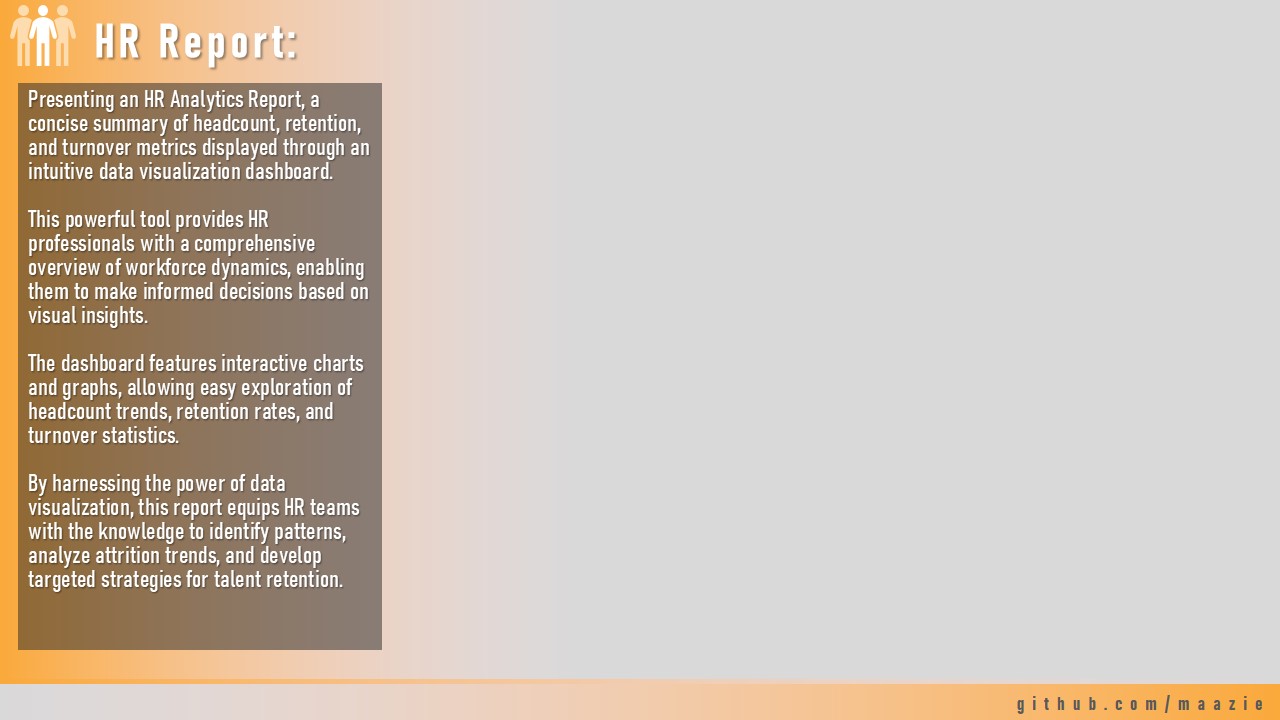 HR Report:
Presenting an HR Analytics Report, a
concise summary of headcount, retention,
and turnover metrics displayed through an
intuitive data visualization dashboard.
This powerful tool provides HR
professionals with a comprehensive
overview of workforce dynamics, enabling
them to make informed decisions based on
visual insights.
The dashboard features interactive charts
and graphs, allowing easy exploration of
headcount trends, retention rates, and
turnover statistics.
By harnessing the power of data
visualization, this report equips HR teams
with the knowledge to identify patterns,
analyze attrition trends, and develop
targeted strategies for talent retention.
github.com/maazie